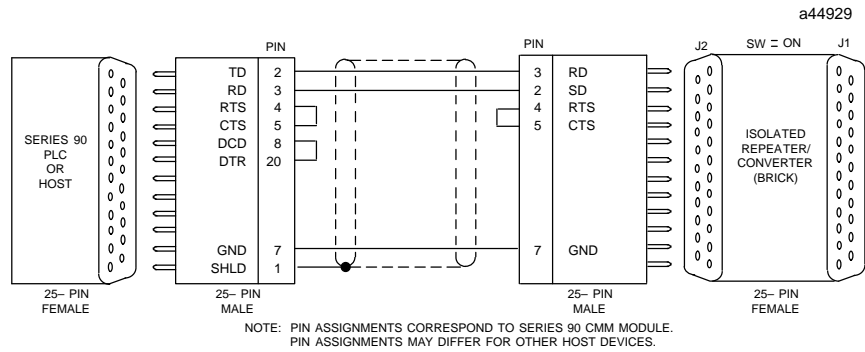 a44929
PIN PIN J2 SW = ON J1
TD 2 3 RD
RD 3 2 SD
RTS 4 4 RTS
CTS 5 5 CTS
DCD 8
DTR 20
SERIES 90
PLC
OR
HOST
ISOLATED
REPEATER/
CONVERTER
(BRICK)
GND 7 7 GND
SHLD 1
25– PIN
FEMALE
25– PIN
MALE
25– PIN
MALE
25– PIN
FEMALE
NOTE: PIN ASSIGNMENTS CORRESPOND TO SERIES 90 CMM MODULE.
PIN ASSIGNMENTS MAY DIFFER FOR OTHER HOST DEVICES.